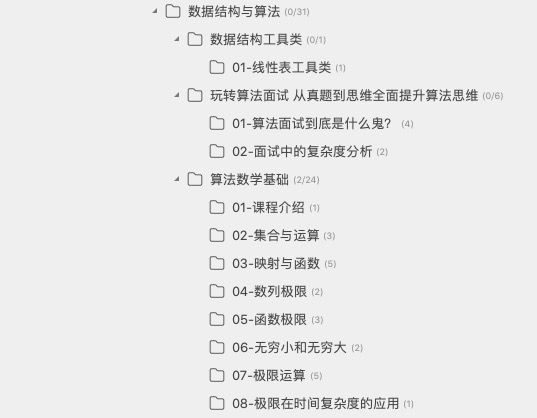 数据结构与算法 (0/31)
数据结构工具类 (0/1)
01-线性表工具类 (1)
玩转算法面试 从真题到思维全面提升算法思维 (0/6)
01-算法面试到底是什么鬼？ (4)
02-面试中的复杂度分析 (2)
算法数学基础 (2/24)
01-课程介绍 (1)
02-集合与运算 (3)
03-映射与函数 (5)
04-数列极限 (2)
05-函数极限 (3)
06-无穷小和无穷大 (2)
07-极限运算 (5)
08-极限在时间复杂度的应用 (1)